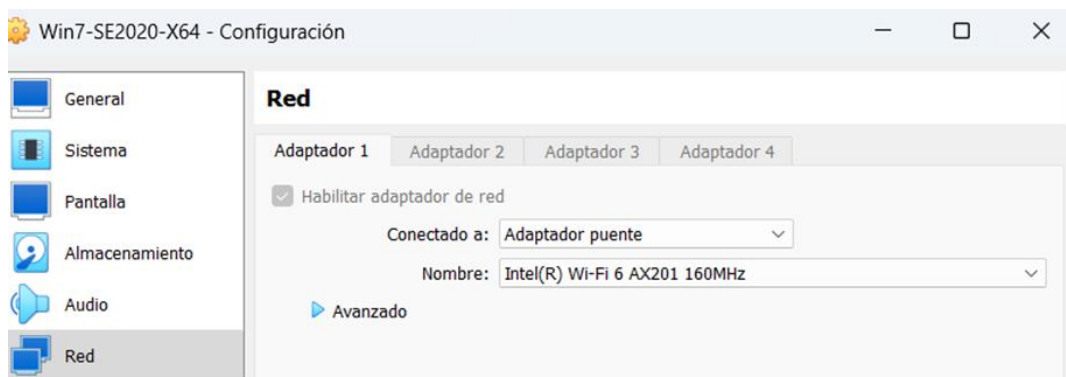 Win7-SE2020-X64 - Configuración
General
Sistema
Pantalla
Almacenamiento
Audio
Red
Red
Adaptador 1 Adaptador 2 Adaptador 3 Adaptador 4
Habilitar adaptador de red
Conectado a: Adaptador puente
Nombre: Intel(R) Wi-Fi 6 AX201 160MHz
Avanzado